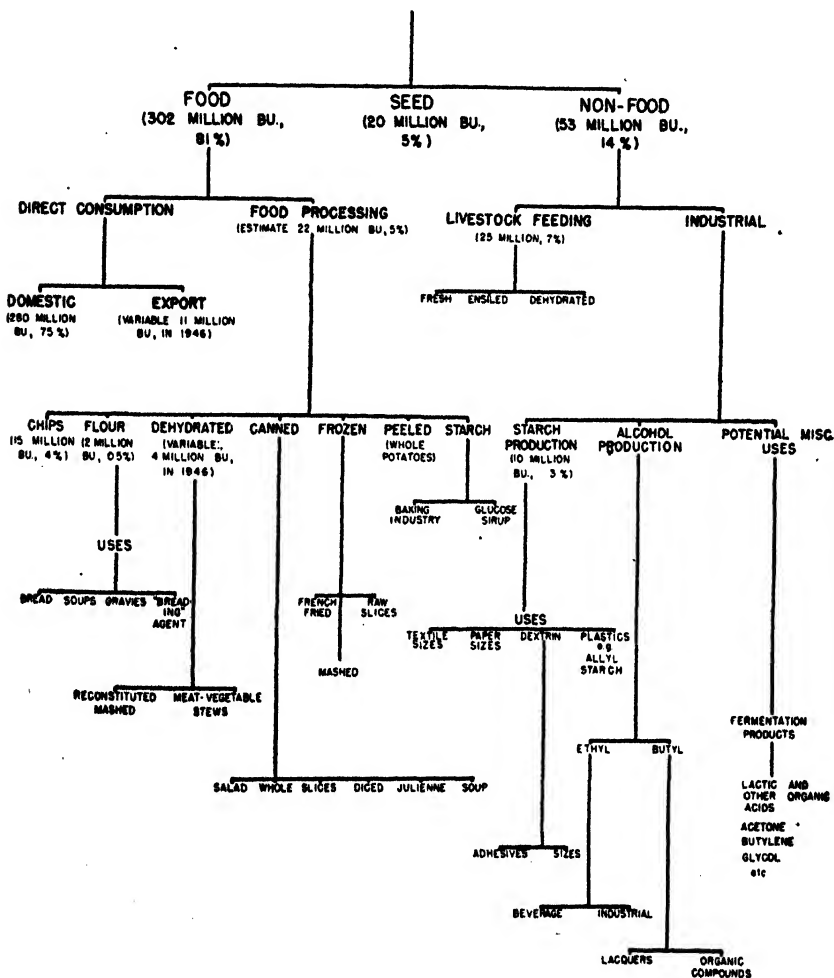 FOOD
(302 MILLION BU.,
81%)
SEED
(20 MILLION BU.,
5%)
NON-FOOD
(53 MILLION BU.,
14%)
DIRECT CONSUMPTION
FOOD PROCESSING
(ESTIMATE 22 MILLION BU, 5%)
LIVESTOCK FEEDING
(25 MILLION, 7%)
INDUSTRIAL
DOMESTIC
(280 MILLION
BU, 75%)
EXPORT
(VARIABLE 11 MILLION
BU, IN 1946)
FRESH ENSILED DEHYDRATED
CHIPS
(15 MILLION
BU., 4%)
FLOUR
(2 MILLION
BU, 05%)
DEHYDRATED
(VARIABLE:,
4 MILLION BU,
IN 1946)
CANNED
FROZEN
PEELED
(WHOLE
POTATOES)
STARCH
STARCH
PRODUCTION
(10 MILLION
BU., 3%)
ALCOHOL
PRODUCTION
POTENTIAL MISC.
USES
BAKING
INDUSTRY
GLUCOSE
SIRUP
USES
BREAD SOUPS GRAVIES "BREAD-
ING"
AGENT
FRENCH
FRIED
RAW
SLICES
MASHED
USES
TEXTILE
SIZES
PAPER
SIZES
DEXTRIN
PLASTICS
e.g.
ALLYL
STARCH
RECONSTITUTED
MASHED
MEAT-VEGETABLE
STEWS
FERMENTATION
PRODUCTS
ETHYL BUTYL
SALAD WHOLE SLICES DICED JULIENNE SOUP
LACTIC AND
OTHER ORGANIC
ACIDS
ACETONE
BUTYLENE
GLYCOL
etc
ADHESIVES SIZES
BEVERAGE INDUSTRIAL
LACQUERS
ORGANIC
COMPOUNDS